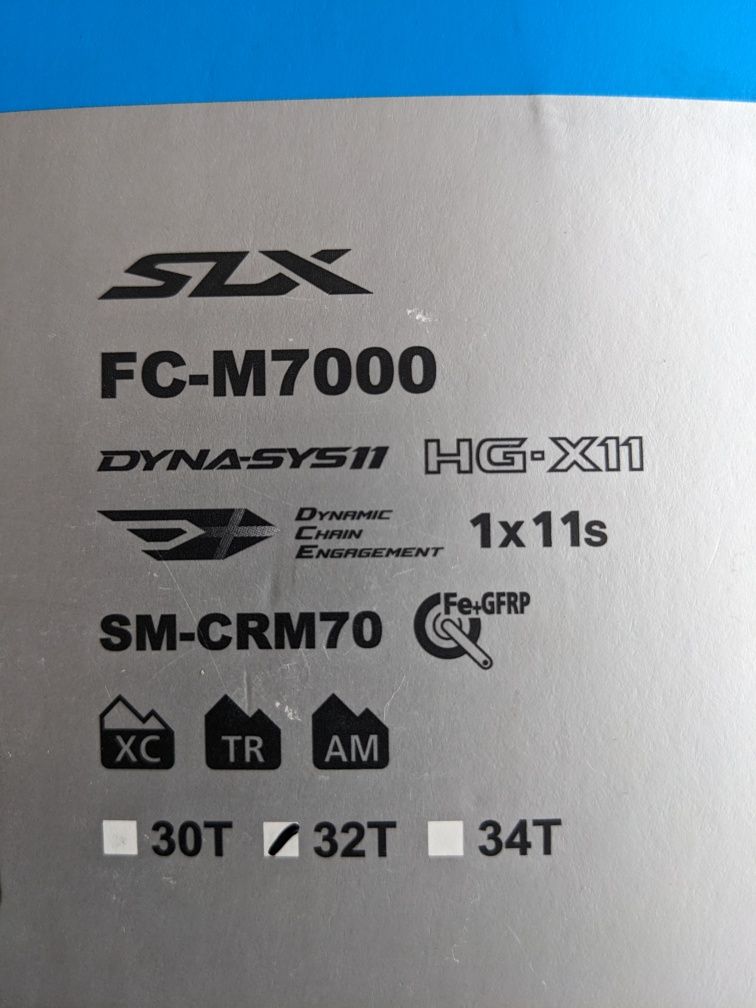 SLX
FC-M7000
DYNA-SYS11 HG-X11
DYNAMIC
CHAIN
ENGAGEMENT
1x11s
SM-CRM70 Fe+GFRP
XC TR AM
30T 32T 34T